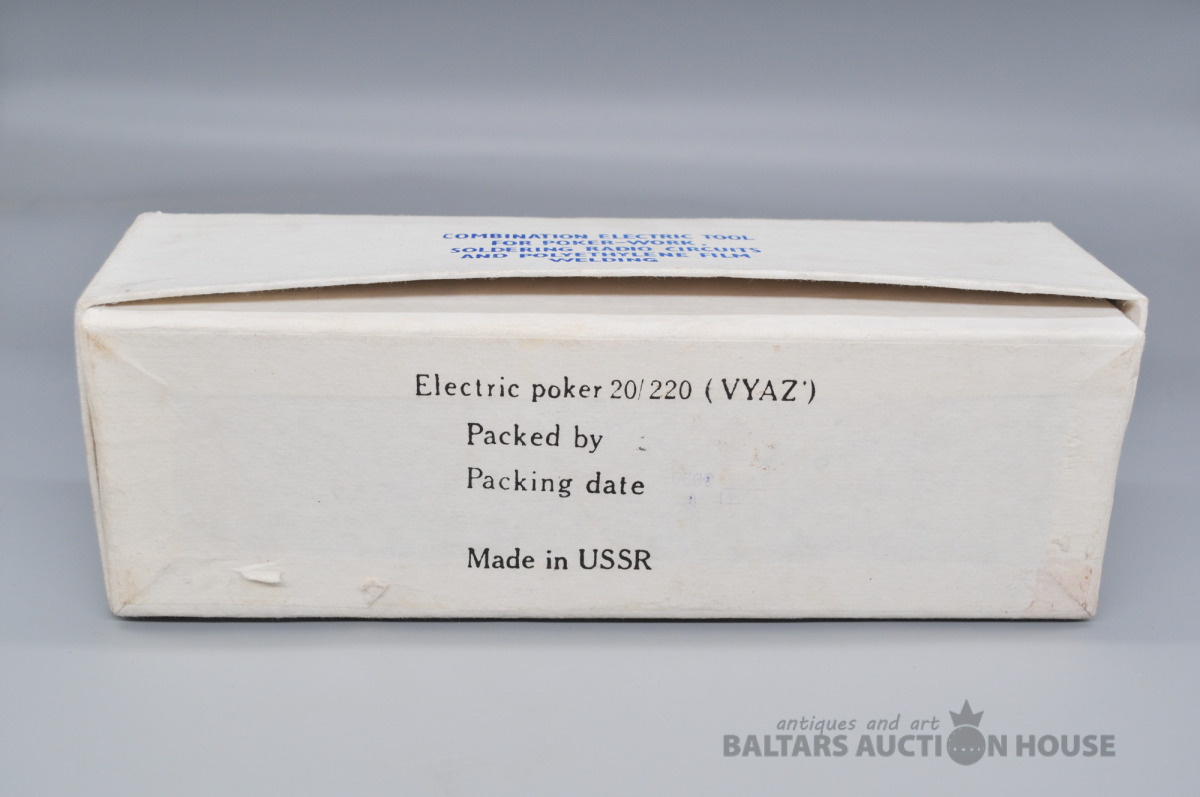 COMBINATION ELECTRIC TOOL
FOR POKER-WORK,
SOLDERING RADIO CIRCUITS
AND POLYETHYLENE FILM
WELDING
Electric poker 20/220 (VYAZ')
Packed by
Packing date
Made in USSR
antiques and art
BALTARS AUCTION HOUSE